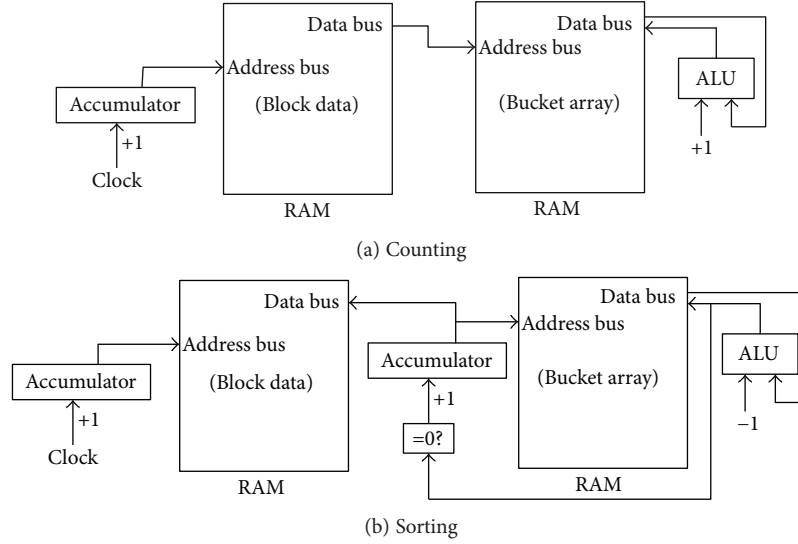 Data bus
Data bus
Address bus
Address bus
ALU
Accumulator
(Block data)
(Bucket array)
+1
+1
Clock
RAM
RAM
(a) Counting
Data bus
Data bus
Address bus
Address bus
Accumulator
ALU
Accumulator
(Block data)
(Bucket array)
+1
+1
−1
=0?
Clock
RAM
RAM
(b) Sorting